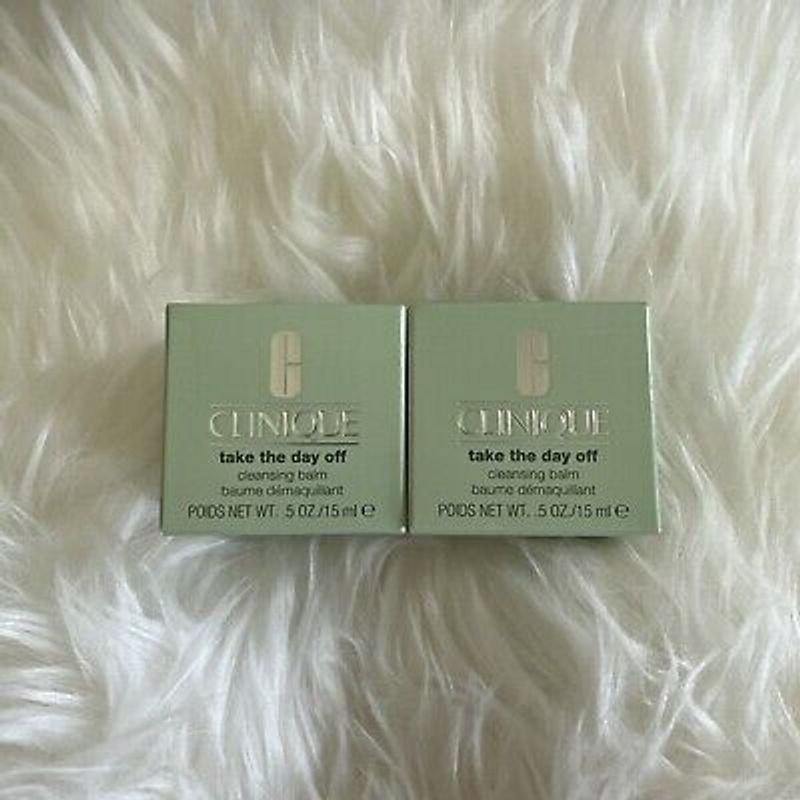 C
CLINIQUE
take the day off
cleansing balm
baume démaquillant
POIDS NET WT. .5 OZ./15 ml ℮
C
CLINIQUE
take the day off
cleansing balm
baume démaquillant
POIDS NET WT. .5 OZ./15 ml ℮